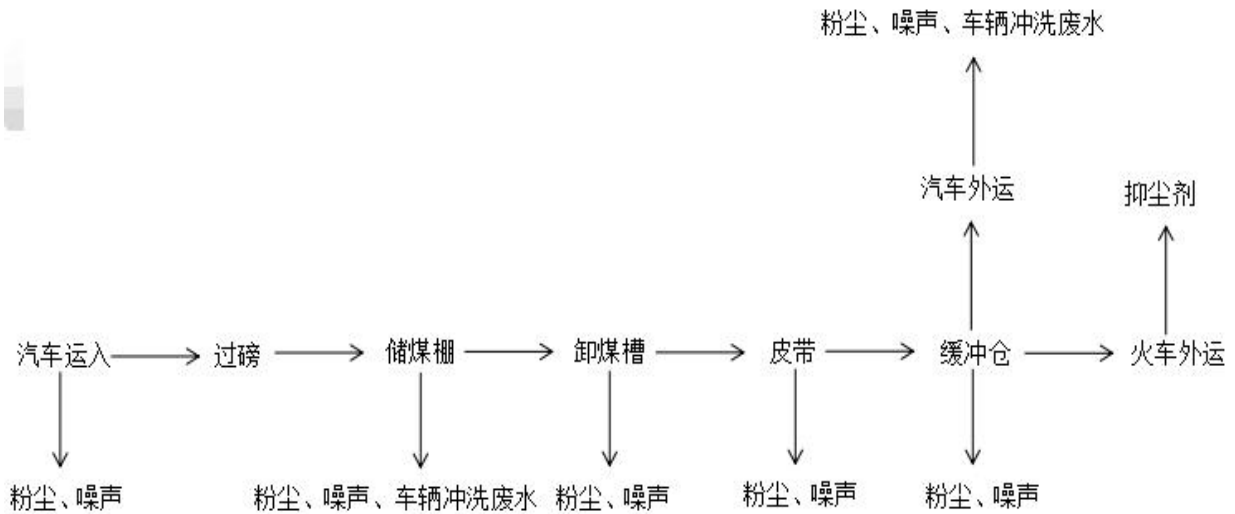 粉尘、噪声、车辆冲洗废水
汽车外运
抑尘剂
汽车运入
过磅
储煤棚
卸煤槽
皮带
缓冲仓
火车外运
粉尘、噪声
粉尘、噪声、车辆冲洗废水
粉尘、噪声
粉尘、噪声
粉尘、噪声